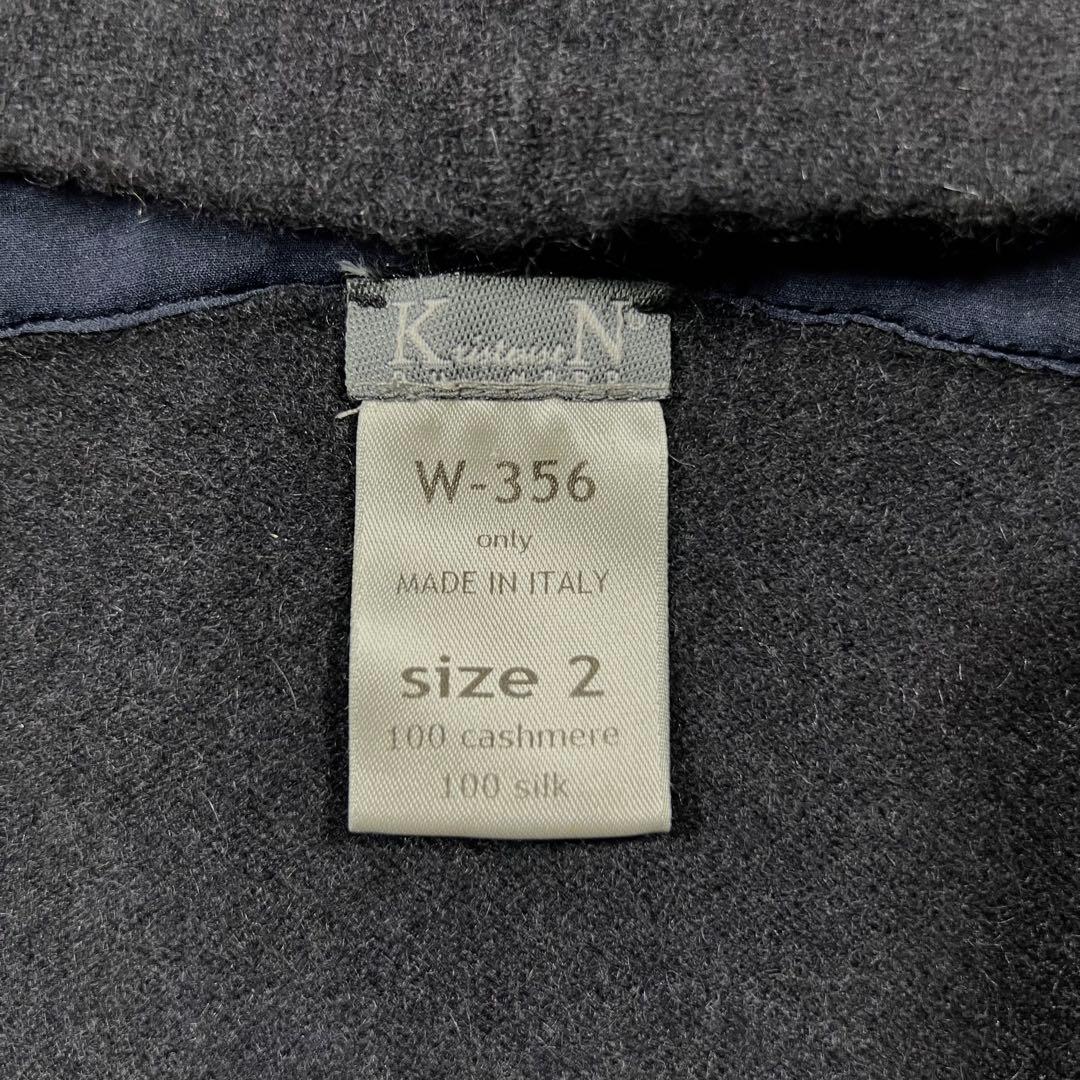 K N°
W-356
only
MADE IN ITALY
size 2
100 cashmere
100 silk